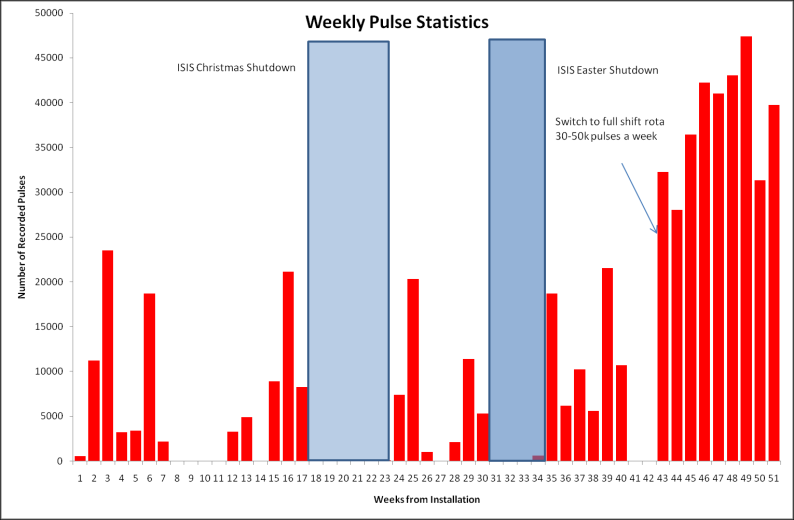 Weekly Pulse Statistics
50000
45000
40000
35000
30000
25000
20000
15000
10000
5000
0
Number of Recorded Pulses
ISIS Christmas Shutdown
ISIS Easter Shutdown
Switch to full shift rota
30-50k pulses a week
1 2 3 4 5 6 7 8 9 10 11 12 13 14 15 16 17 18 19 20 21 22 23 24 25 26 27 28 29 30 31 32 33 34 35 36 37 38 39 40 41 42 43 44 45 46 47 48 49 50 51
Weeks from Installation